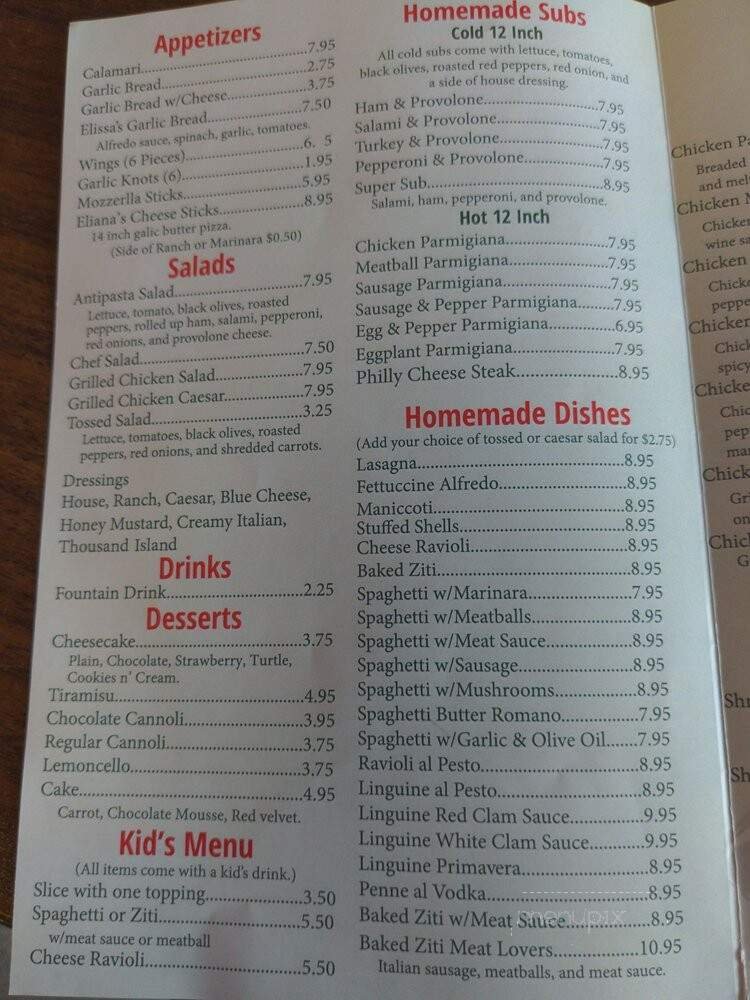 Appetizers
Calamari..........7.95
Garlic Bread..........2.75
Garlic Bread w/Cheese..........3.75
Elissa's Garlic Bread..........7.50
Alfredo sauce, spinach, garlic, tomatoes.
Wings (6 Pieces)..........6. 5
Garlic Knots (6)..........1.95
Mozzerlla Sticks..........5.95
Eliana's Cheese Sticks..........8.95
14 inch galic butter pizza.
(Side of Ranch or Marinara $0.50)
Salads
Antipasta Salad..........7.95
Lettuce, tomato, black olives, roasted
peppers, rolled up ham, salami, pepperoni,
red onions, and provolone cheese.
Chef Salad..........7.50
Grilled Chicken Salad..........7.95
Grilled Chicken Caesar..........7.95
Tossed Salad..........3.25
Lettuce, tomatoes, black olives, roasted
peppers, red onions, and shredded carrots.
Dressings
House, Ranch, Caesar, Blue Cheese,
Honey Mustard, Creamy Italian,
Thousand Island
Drinks
Fountain Drink..........2.25
Desserts
Cheesecake..........3.75
Plain, Chocolate, Strawberry, Turtle,
Cookies n' Cream.
Tiramisu..........4.95
Chocolate Cannoli..........3.95
Regular Cannoli..........3.75
Lemoncello..........3.75
Cake..........4.95
Carrot, Chocolate Mousse, Red velvet.
Kid's Menu
(All items come with a kid's drink.)
Slice with one topping..........3.50
Spaghetti or Ziti..........5.50
w/meat sauce or meatball
Cheese Ravioli..........5.50
Homemade Subs
Cold 12 Inch
All cold subs come with lettuce, tomatoes,
black olives, roasted red peppers, red onion, and
a side of house dressing.
Ham & Provolone..........7.95
Salami & Provolone..........7.95
Turkey & Provolone..........7.95
Pepperoni & Provolone..........7.95
Super Sub..........8.95
Salami, ham, pepperoni, and provolone.
Hot 12 Inch
Chicken Parmigiana..........7.95
Meatball Parmigiana..........7.95
Sausage Parmigiana..........7.95
Sausage & Pepper Parmigiana..........7.95
Egg & Pepper Parmigiana..........6.95
Eggplant Parmigiana..........7.95
Philly Cheese Steak..........8.95
Homemade Dishes
(Add your choice of tossed or caesar salad for $2.75)
Lasagna..........8.95
Fettuccine Alfredo..........8.95
Maniccoti..........8.95
Stuffed Shells..........8.95
Cheese Ravioli..........8.95
Baked Ziti..........8.95
Spaghetti w/Marinara..........7.95
Spaghetti w/Meatballs..........8.95
Spaghetti w/Meat Sauce..........8.95
Spaghetti w/Sausage..........8.95
Spaghetti w/Mushrooms..........8.95
Spaghetti Butter Romano..........7.95
Spaghetti w/Garlic & Olive Oil.......7.95
Ravioli al Pesto..........8.95
Linguine al Pesto..........8.95
Linguine Red Clam Sauce..........9.95
Linguine White Clam Sauce..........9.95
Linguine Primavera..........8.95
Penne al Vodka..........8.95
Baked Ziti w/Meat Sauce..........8.95
Baked Ziti Meat Lovers..........10.95
Italian sausage, meatballs, and meat sauce.
menupix
Chicken Pa
Breaded
and mel
Chicken
Chicken
wine sa
Chicken
Chick
peppe
Chicken
Chick
spicy
Chicke
Chic
pep
ma
Chick
Gri
on
Chic
G
Shr
Sh